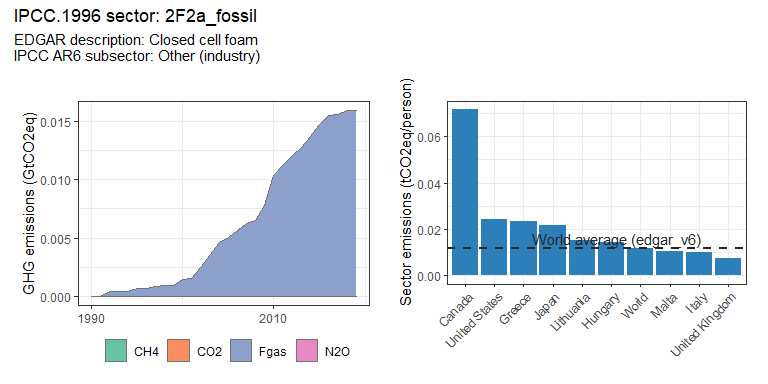 IPCC.1996 sector: 2F2a_fossil
EDGAR description: Closed cell foam
IPCC AR6 subsector: Other (industry)
GHG emissions (GtCO2eq)
0.015
0.010
0.005
0.000
1990
2010
CH4
CO2
Fgas
N2O
Sector emissions (tCO2eq/person)
0.06
0.04
0.02
0.00
World average (edgar_v6)
Canada
United States
Greece
Japan
Lithuania
Hungary
World
Malta
Italy
United Kingdom